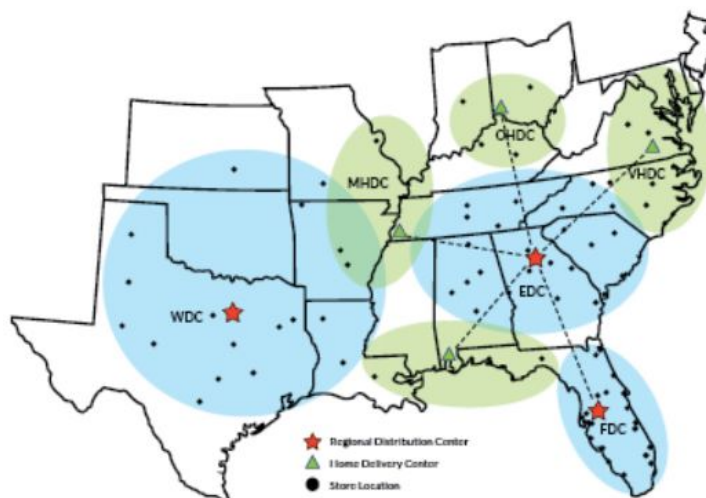 OHDC
MHDC
VHDC
EDC
WDC
FDC
Regional Distribution Center
Home Delivery Center
Store Location